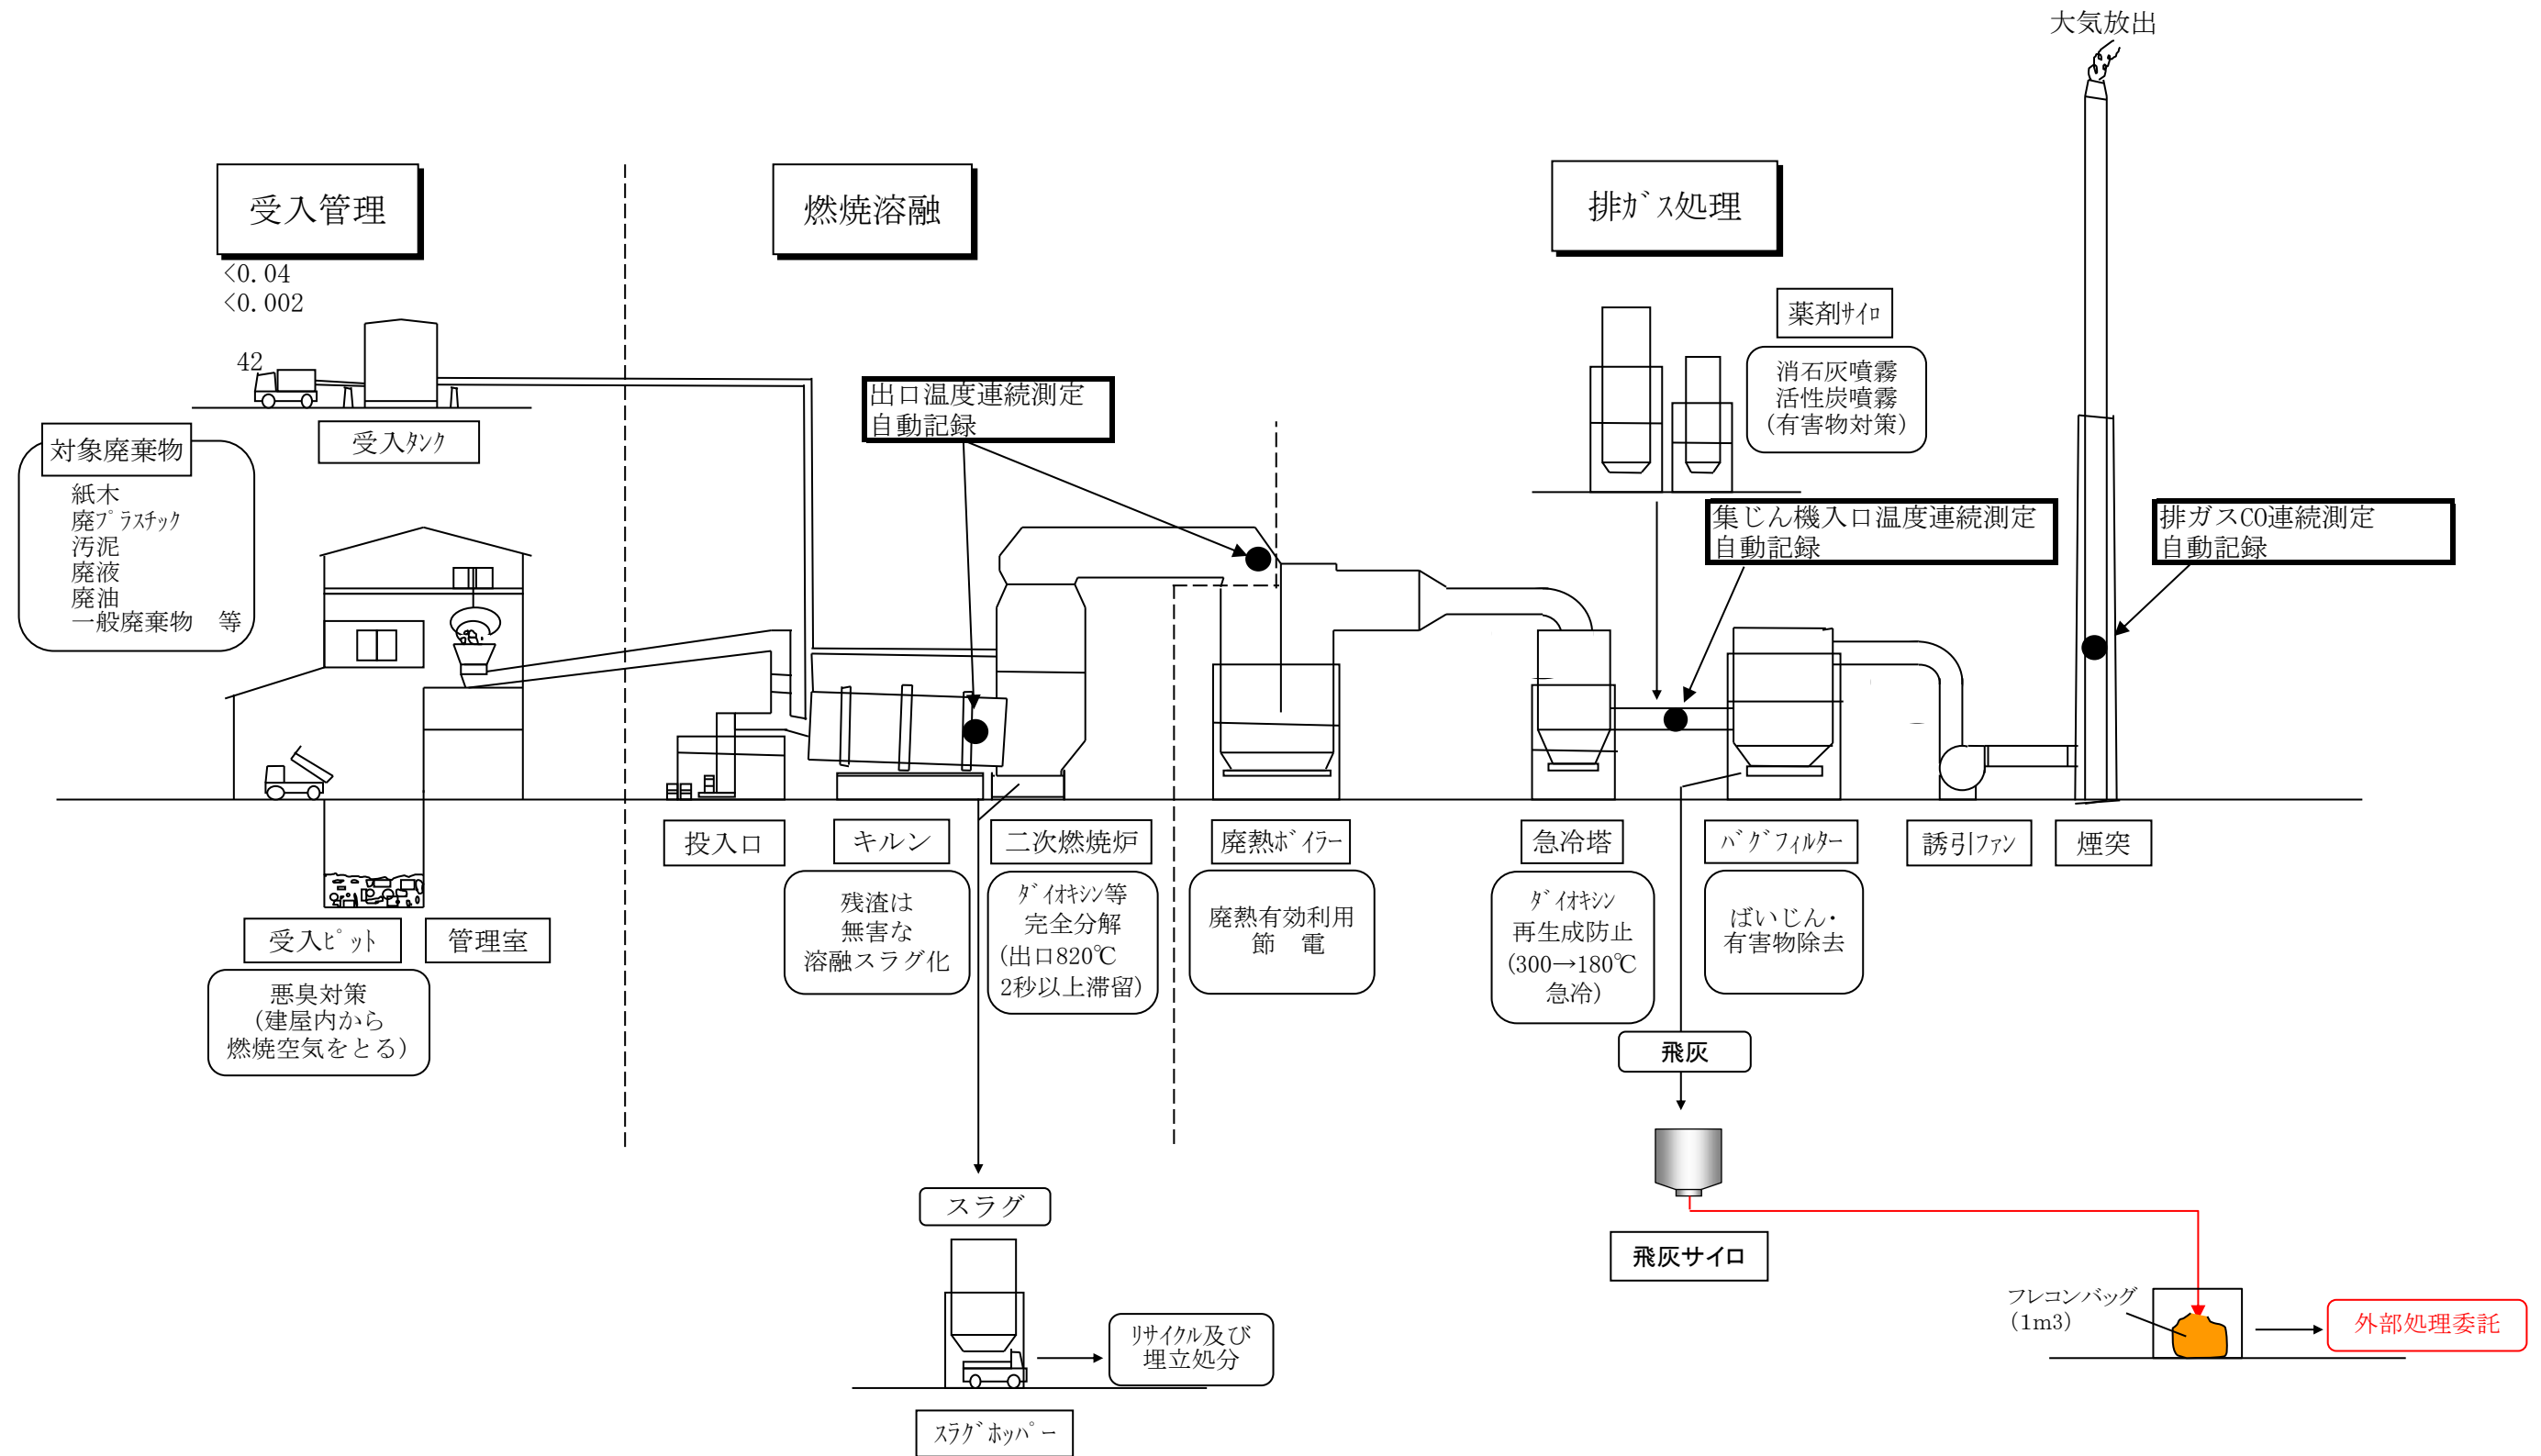 大気放出
受入管理
燃焼溶融
排ｶﾞｽ処理
<0.04
<0.002
42
受入ﾀﾝｸ
対象廃棄物
紙木
廃ﾌﾟﾗｽﾁｯｸ
汚泥
廃液
廃油
一般廃棄物　等
出口温度連続測定
自動記録
薬剤ｻｲﾛ
消石灰噴霧
活性炭噴霧
(有害物対策)
集じん機入口温度連続測定
自動記録
排ガスCO連続測定
自動記録
投入口
キルン
二次燃焼炉
廃熱ﾎﾞｲﾗｰ
急冷塔
ﾊﾞｸﾞﾌｨﾙﾀｰ
誘引ﾌｧﾝ
煙突
受入ﾋﾟｯﾄ
管理室
悪臭対策
(建屋内から
燃焼空気をとる)
残渣は
無害な
溶融スラグ化
ﾀﾞｲｵｷｼﾝ等
完全分解
(出口820℃
2秒以上滞留)
廃熱有効利用
節　電
ﾀﾞｲｵｷｼﾝ
再生成防止
(300→180℃
急冷)
ばいじん・
有害物除去
飛灰
飛灰サイロ
スラグ
ﾘｻｲｸﾙ及び
埋立処分
ｽﾗｸﾞﾎｯﾊﾟｰ
フレコンバッグ
(1m3)
外部処理委託